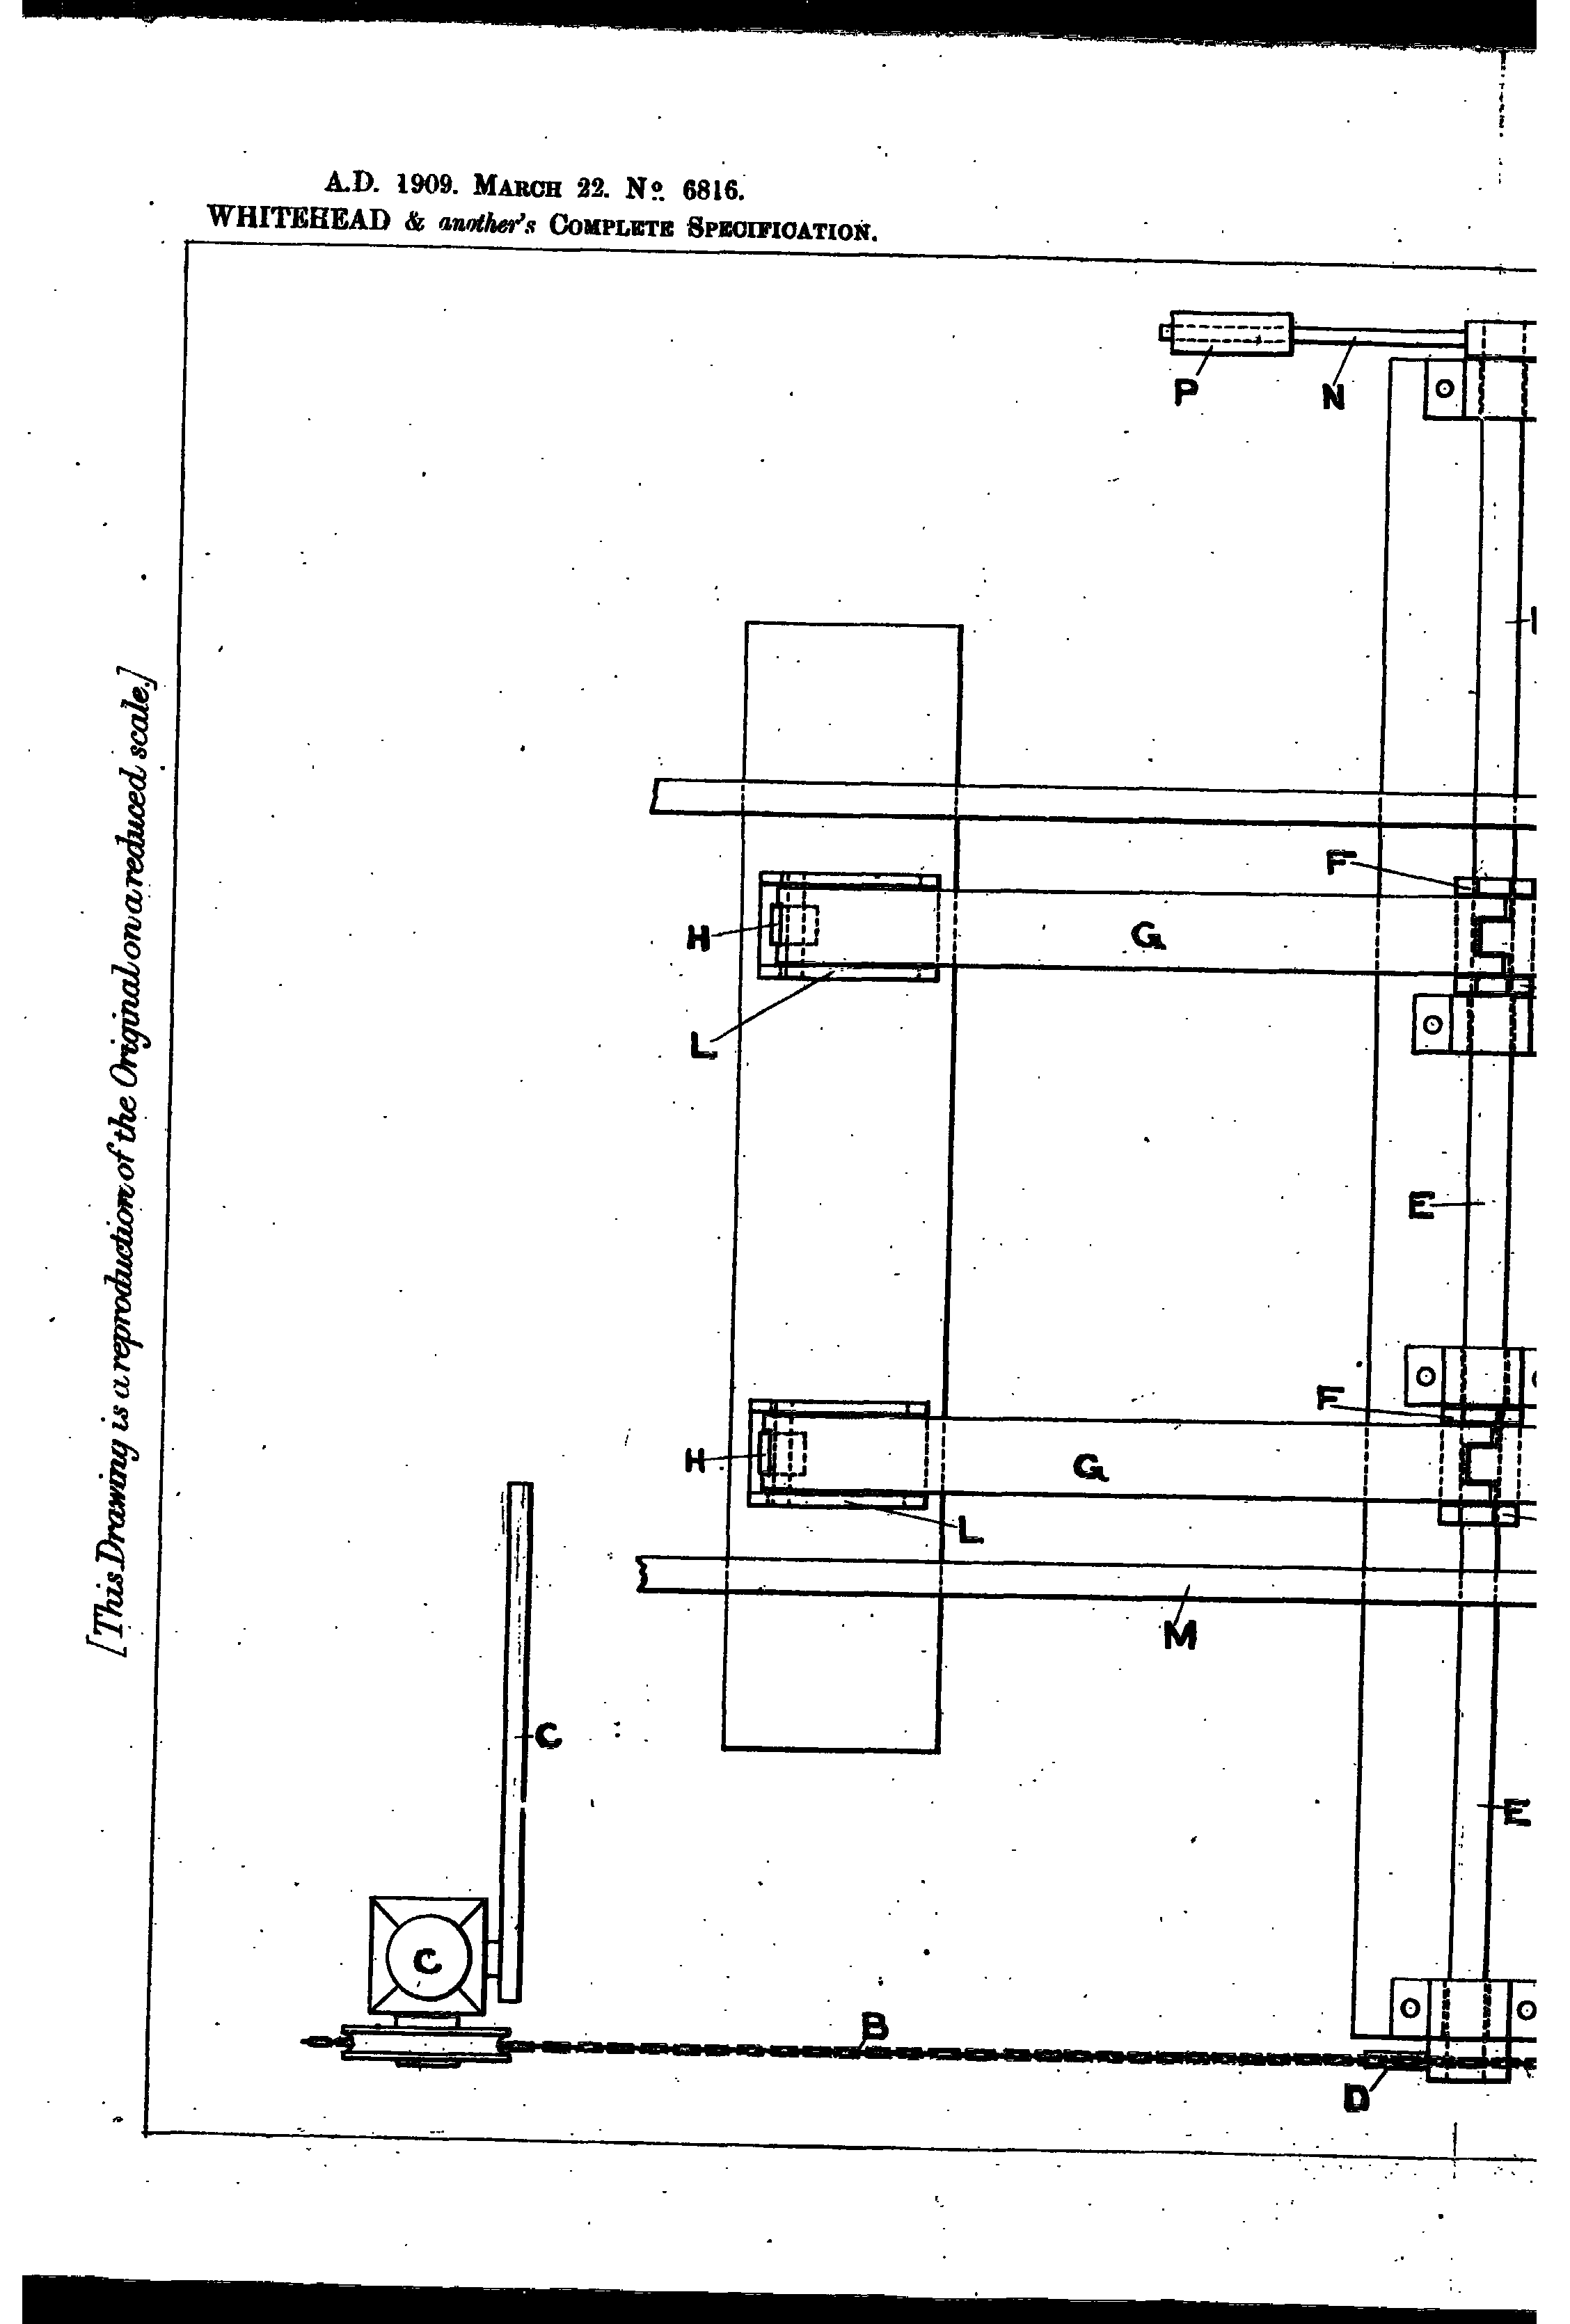 A.D. 1909. MARCH 22. No. 6816.
WHITEHEAD & another's COMPLETE SPECIFICATION.
[This Drawing is a reproduction of the Original on a reduced scale.]
P
N
F
H
G
L
E
F
H
G
L
M
C
E
C
B
D